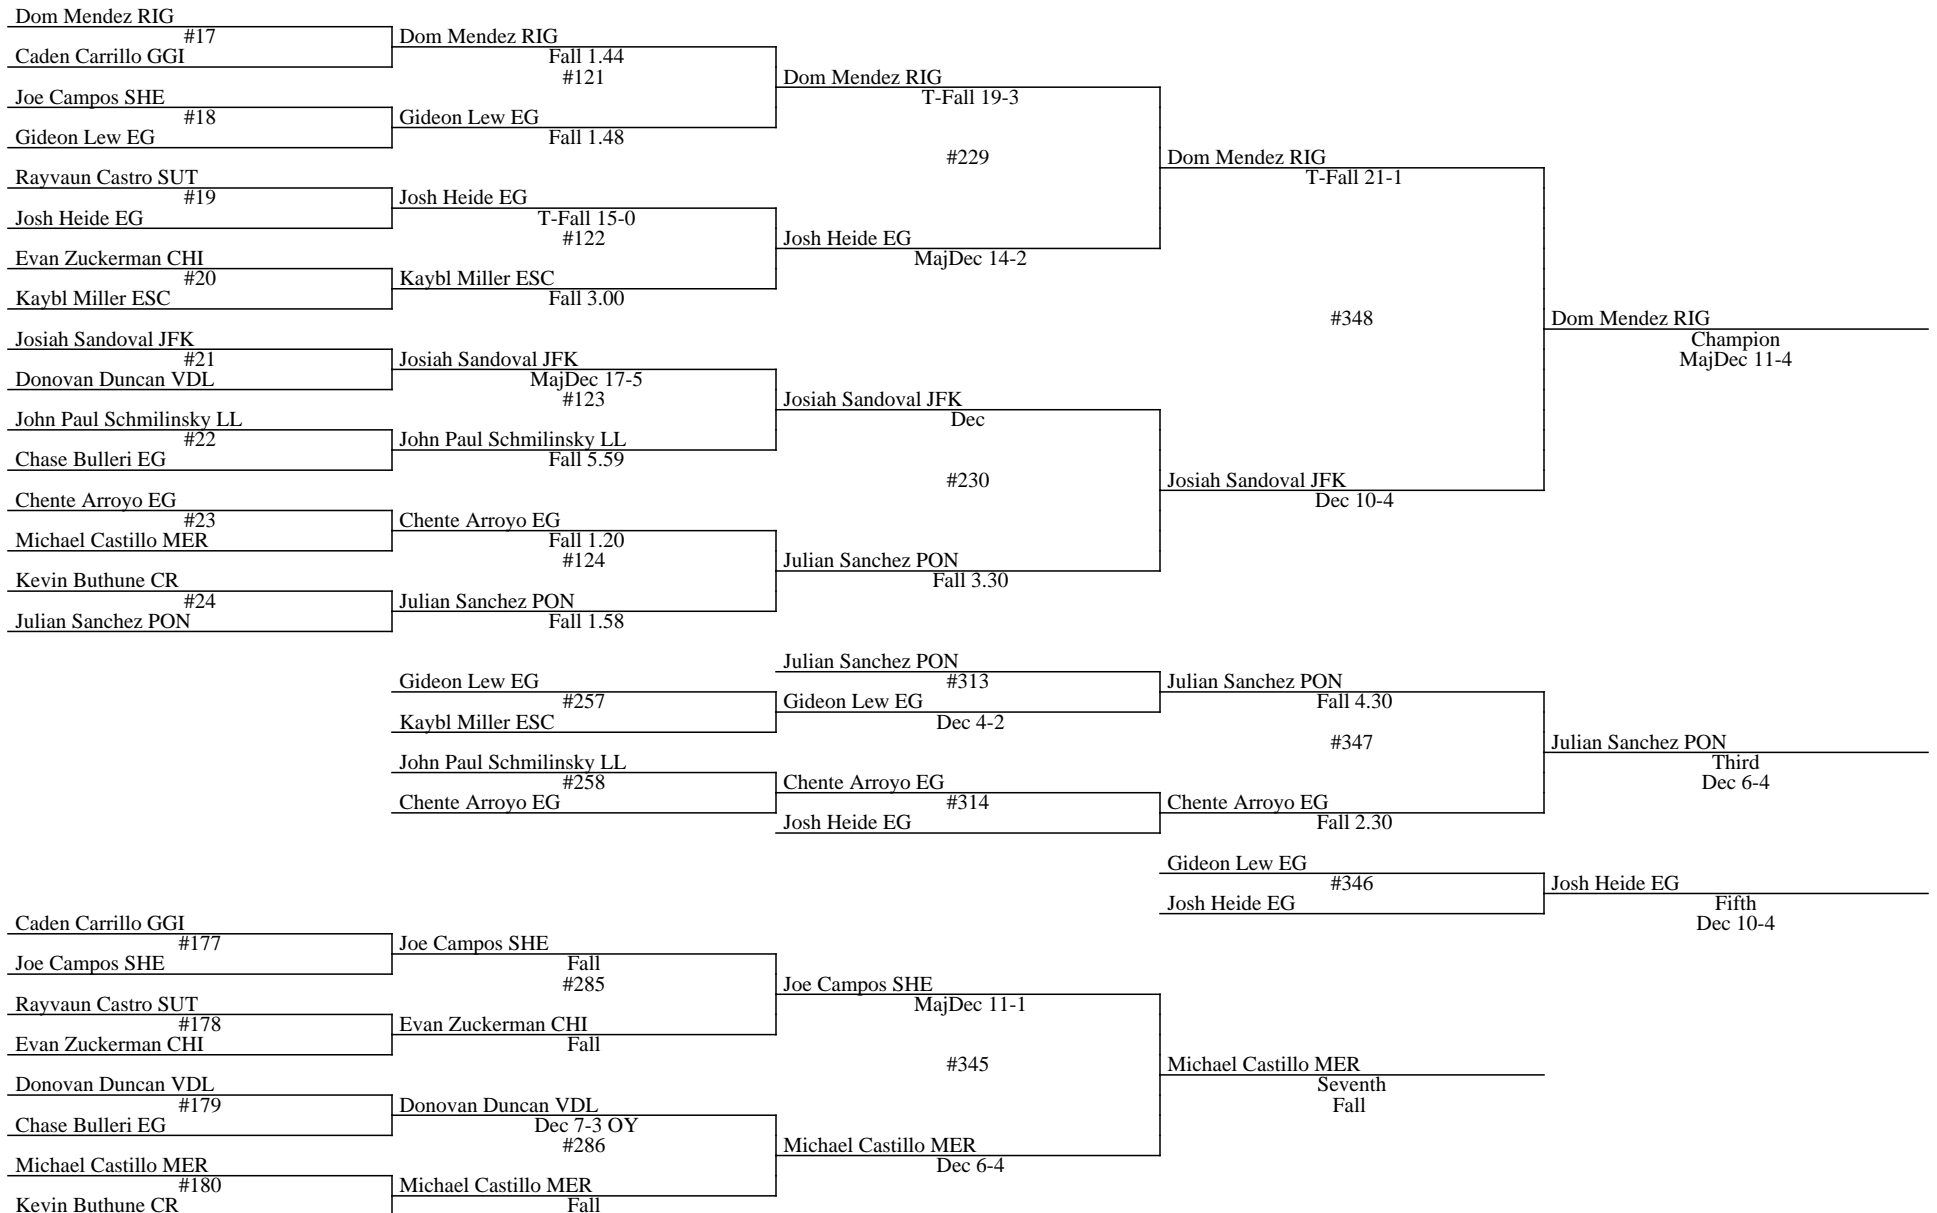 Dom Mendez RIG
#17
Dom Mendez RIG
Caden Carrillo GGI
Fall 1.44
#121
Dom Mendez RIG
Joe Campos SHE
T-Fall 19-3
#18
Gideon Lew EG
Gideon Lew EG
Fall 1.48
#229
Dom Mendez RIG
Rayvaun Castro SUT
T-Fall 21-1
#19
Josh Heide EG
Josh Heide EG
T-Fall 15-0
#122
Josh Heide EG
Evan Zuckerman CHI
MajDec 14-2
#20
Kaybl Miller ESC
Kaybl Miller ESC
Fall 3.00
#348
Dom Mendez RIG
Champion
MajDec 11-4
Josiah Sandoval JFK
#21
Josiah Sandoval JFK
Donovan Duncan VDL
MajDec 17-5
#123
Josiah Sandoval JFK
John Paul Schmilinsky LL
Dec
#22
John Paul Schmilinsky LL
Chase Bulleri EG
Fall 5.59
#230
Josiah Sandoval JFK
Chente Arroyo EG
Dec 10-4
#23
Chente Arroyo EG
Michael Castillo MER
Fall 1.20
#124
Julian Sanchez PON
Kevin Buthune CR
Fall 3.30
#24
Julian Sanchez PON
Julian Sanchez PON
Fall 1.58
Julian Sanchez PON
Gideon Lew EG
#313
Julian Sanchez PON
#257
Gideon Lew EG
Fall 4.30
Kaybl Miller ESC
Dec 4-2
#347
Julian Sanchez PON
John Paul Schmilinsky LL
Third
#258
Chente Arroyo EG
Dec 6-4
Chente Arroyo EG
#314
Chente Arroyo EG
Josh Heide EG
Fall 2.30
Gideon Lew EG
#346
Josh Heide EG
Josh Heide EG
Fifth
Dec 10-4
Caden Carrillo GGI
#177
Joe Campos SHE
Joe Campos SHE
Fall
#285
Joe Campos SHE
Rayvaun Castro SUT
MajDec 11-1
#178
Evan Zuckerman CHI
Evan Zuckerman CHI
Fall
#345
Michael Castillo MER
Donovan Duncan VDL
Seventh
#179
Donovan Duncan VDL
Fall
Chase Bulleri EG
Dec 7-3 OY
#286
Michael Castillo MER
Michael Castillo MER
Dec 6-4
#180
Michael Castillo MER
Kevin Buthune CR
Fall